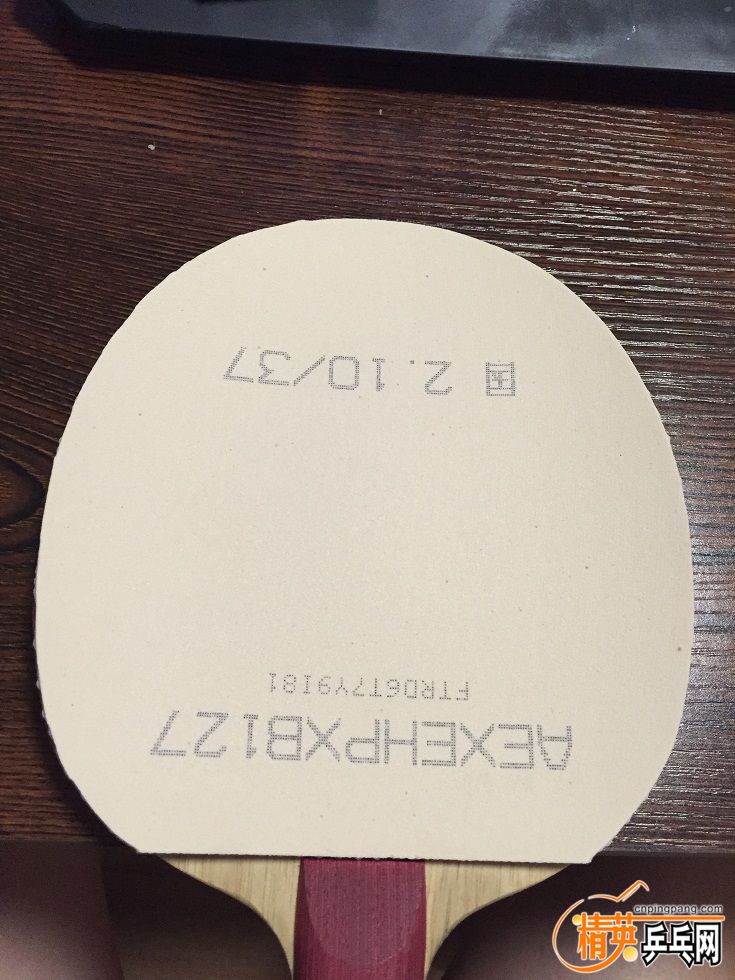 AEXEHPXB127
FTRD6T7Y9I81
国 2.10/37
cnpingpang.com
精英乒乓网